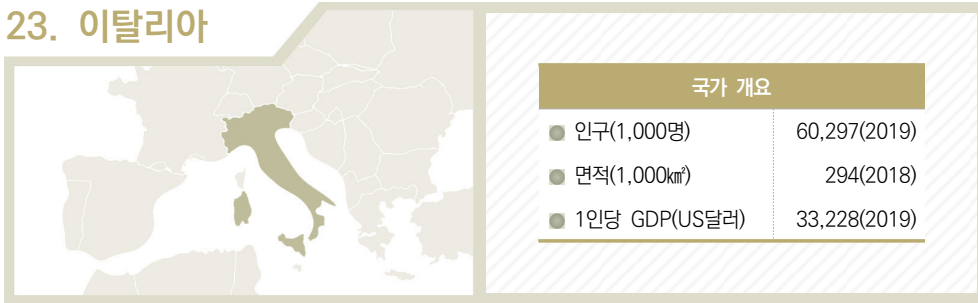 23. 이탈리아
국가 개요
인구(1,000명) 60,297(2019)
면적(1,000㎢) 294(2018)
1인당 GDP(US달러) 33,228(2019)